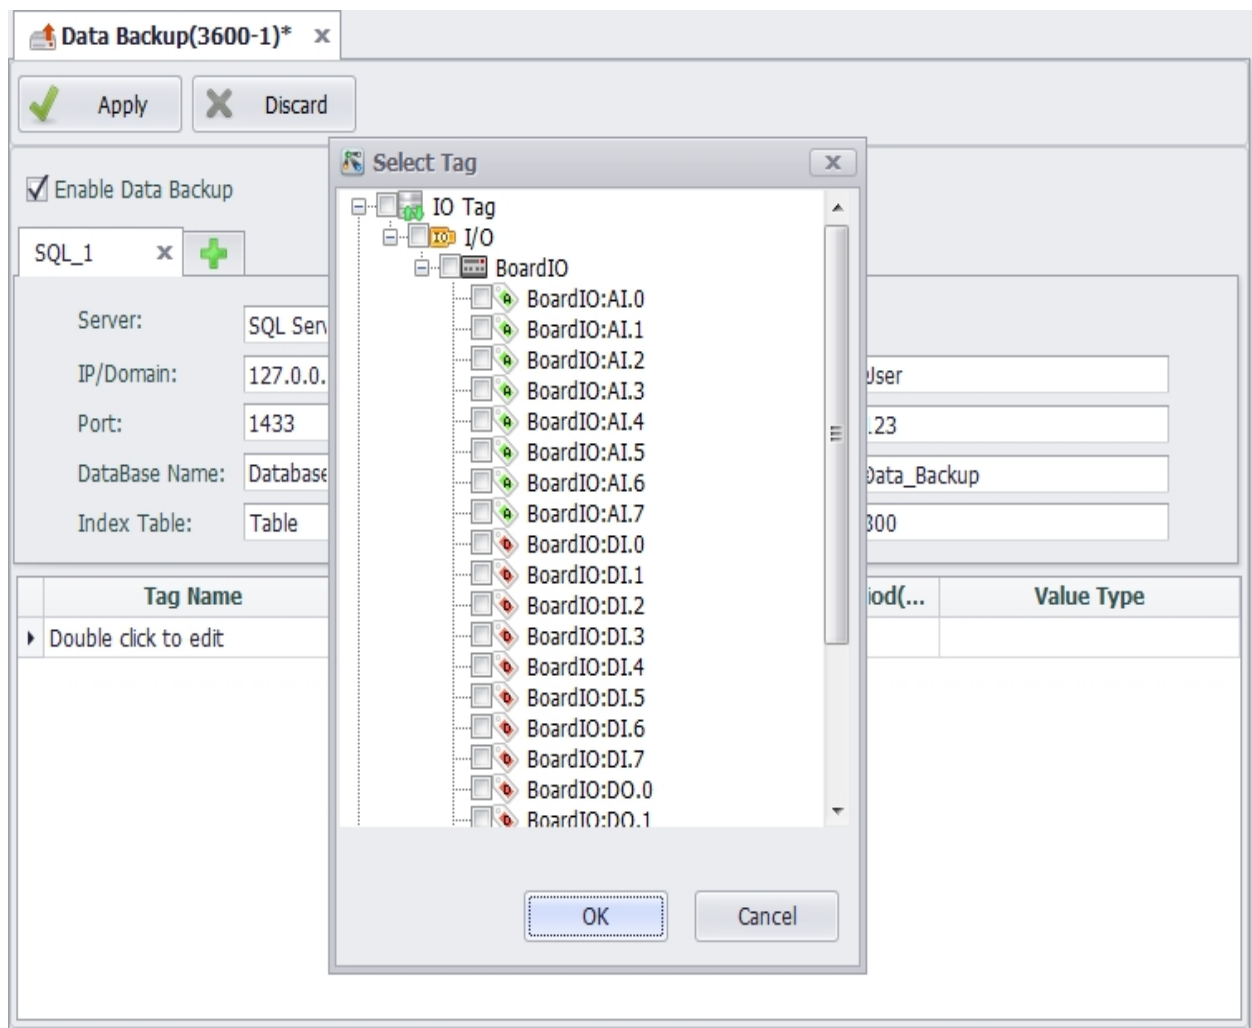 Data Backup(3600-1)* x
Apply Discard
Enable Data Backup
SQL_1 x
Server: SQL Serv
IP/Domain: 127.0.0.
Port: 1433
DataBase Name: Database
Index Table: Table
User
123
Data_Backup
300
Tag Name
iod(... Value Type
Double click to edit
Select Tag x
IO Tag
IO I/O
BoardIO
A BoardIO:AI.0
A BoardIO:AI.1
A BoardIO:AI.2
A BoardIO:AI.3
A BoardIO:AI.4
A BoardIO:AI.5
A BoardIO:AI.6
A BoardIO:AI.7
D BoardIO:DI.0
D BoardIO:DI.1
D BoardIO:DI.2
D BoardIO:DI.3
D BoardIO:DI.4
D BoardIO:DI.5
D BoardIO:DI.6
D BoardIO:DI.7
D BoardIO:DO.0
D BoardIO:DO.1
OK Cancel